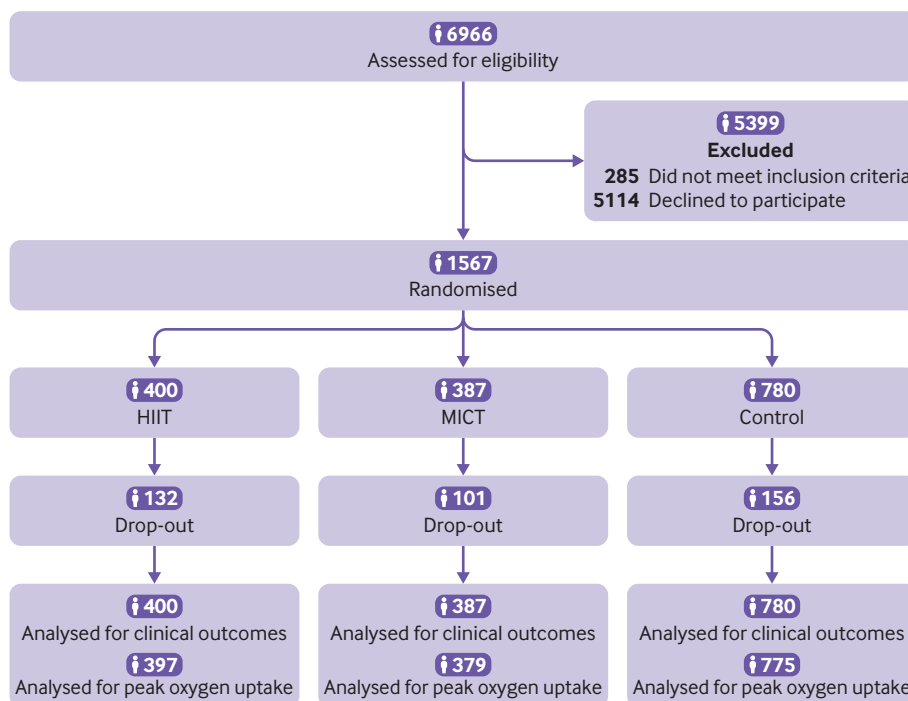 6966
Assessed for eligibility
5399
Excluded
285 Did not meet inclusion criteria
5114 Declined to participate
1567
Randomised
400
HIIT
387
MICT
780
Control
132
Drop-out
101
Drop-out
156
Drop-out
400
Analysed for clinical outcomes
397
Analysed for peak oxygen uptake
387
Analysed for clinical outcomes
379
Analysed for peak oxygen uptake
780
Analysed for clinical outcomes
775
Analysed for peak oxygen uptake